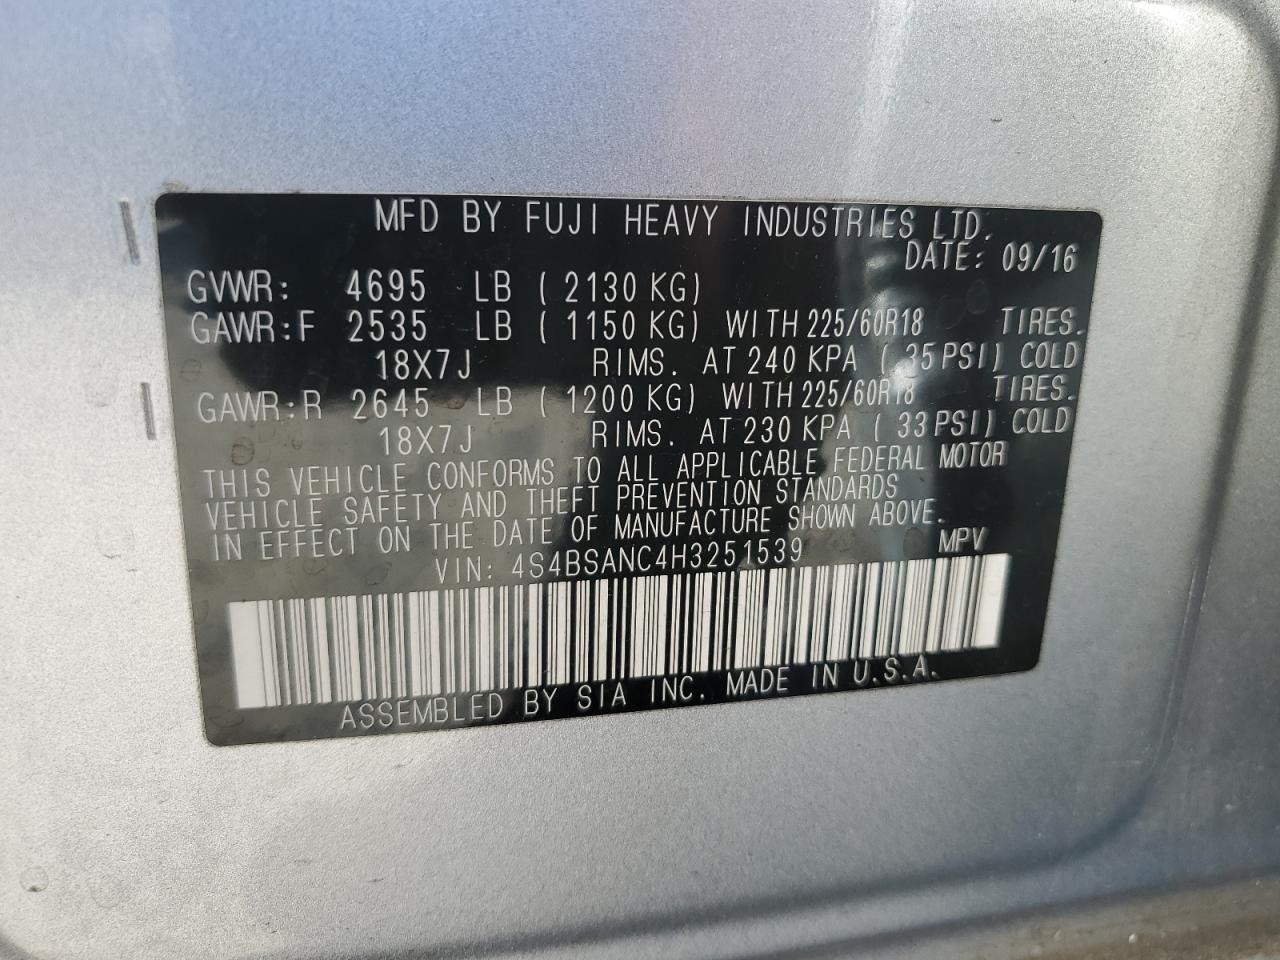 MFD BY FUJI HEAVY INDUSTRIES LTD.
DATE: 09/16
GVWR: 4695 LB ( 2130 KG)
GAWR:F 2535 LB ( 1150 KG) WITH 225/60R18 TIRES.
18X7J RIMS. AT 240 KPA ( 35 PSI) COLD
GAWR:R 2645 LB ( 1200 KG) WITH 225/60R18 TIRES.
18X7J RIMS. AT 230 KPA ( 33 PSI) COLD
THIS VEHICLE CONFORMS TO ALL APPLICABLE FEDERAL MOTOR
VEHICLE SAFETY AND THEFT PREVENTION STANDARDS
IN EFFECT ON THE DATE OF MANUFACTURE SHOWN ABOVE.
VIN: 4S4BSANC4H3251539 MPV
ASSEMBLED BY SIA INC. MADE IN U.S.A.